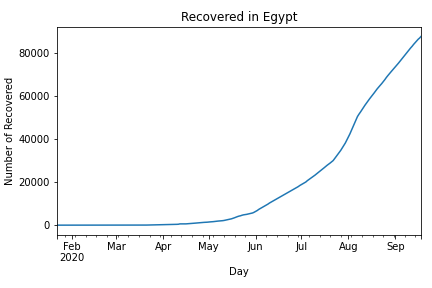 Recovered in Egypt
Number of Recovered
80000
60000
40000
20000
0
Feb Mar Apr May Jun Jul Aug Sep
2020
Day